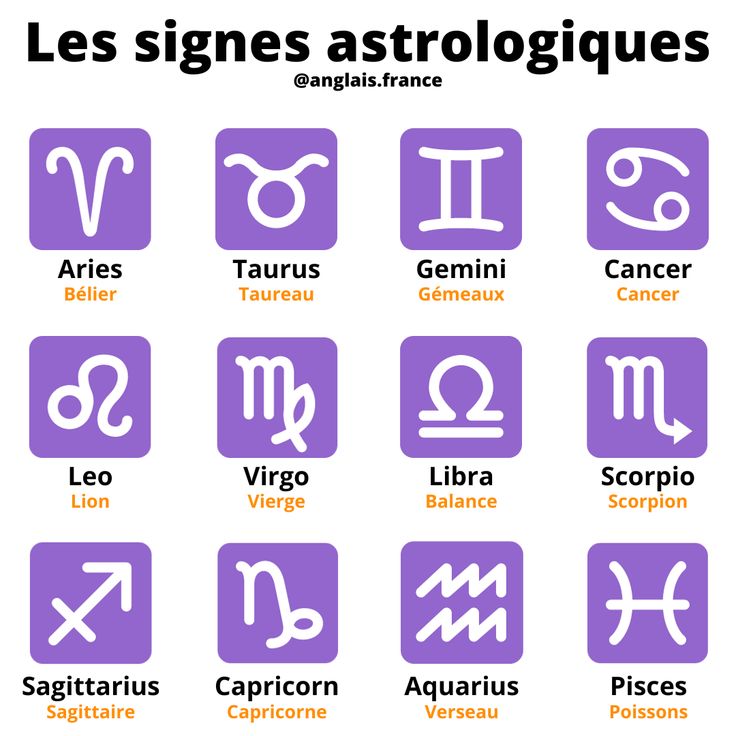 Les signes astrologiques
@anglais.france
Aries Taurus Gemini Cancer
Bélier Taureau Gémeaux Cancer
Leo Virgo Libra Scorpio
Lion Vierge Balance Scorpion
Sagittarius Capricorn Aquarius Pisces
Sagittaire Capricorne Verseau Poissons